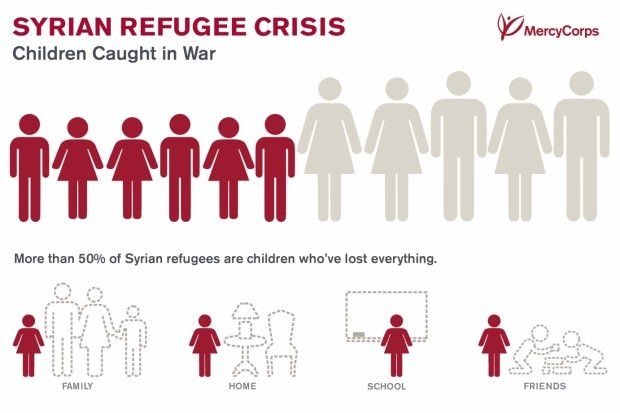 SYRIAN REFUGEE CRISIS
MercyCorps
Children Caught in War
More than 50% of Syrian refugees are children who've lost everything.
FAMILY
HOME
SCHOOL
FRIENDS